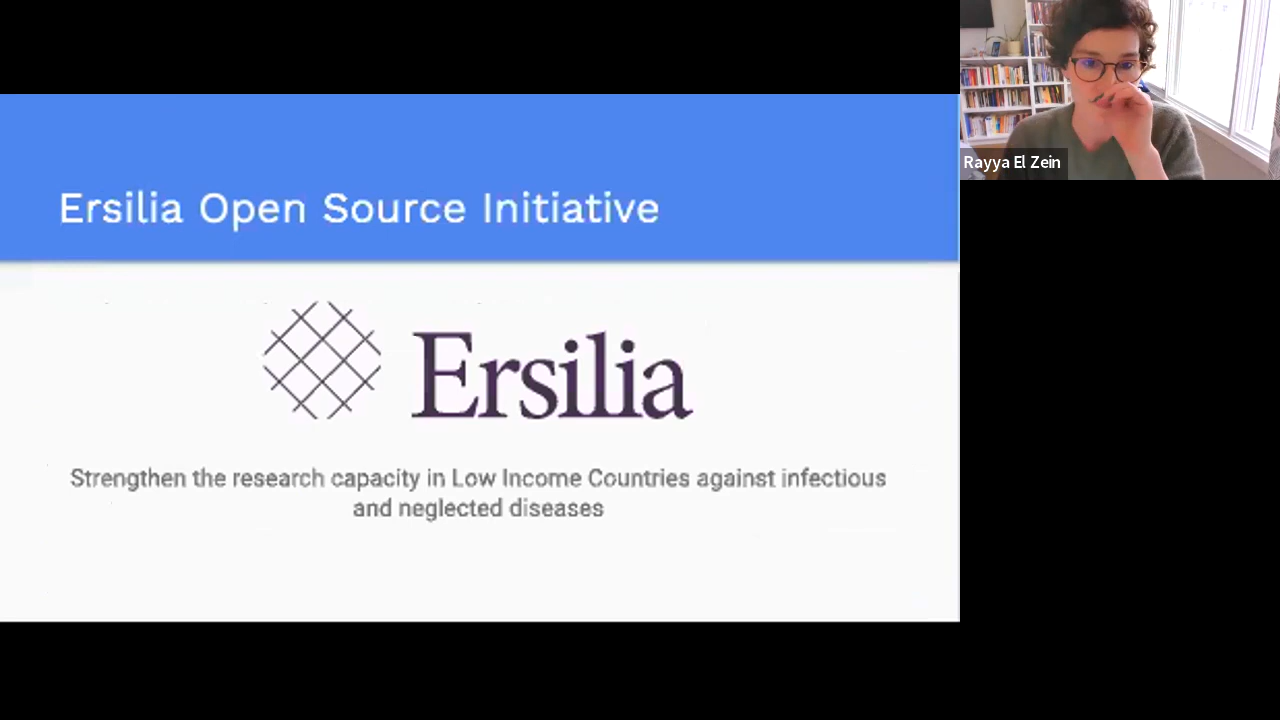 Ersilia Open Source Initiative
Ersilia
Strengthen the research capacity in Low Income Countries against infectious
and neglected diseases
Rayya El Zein